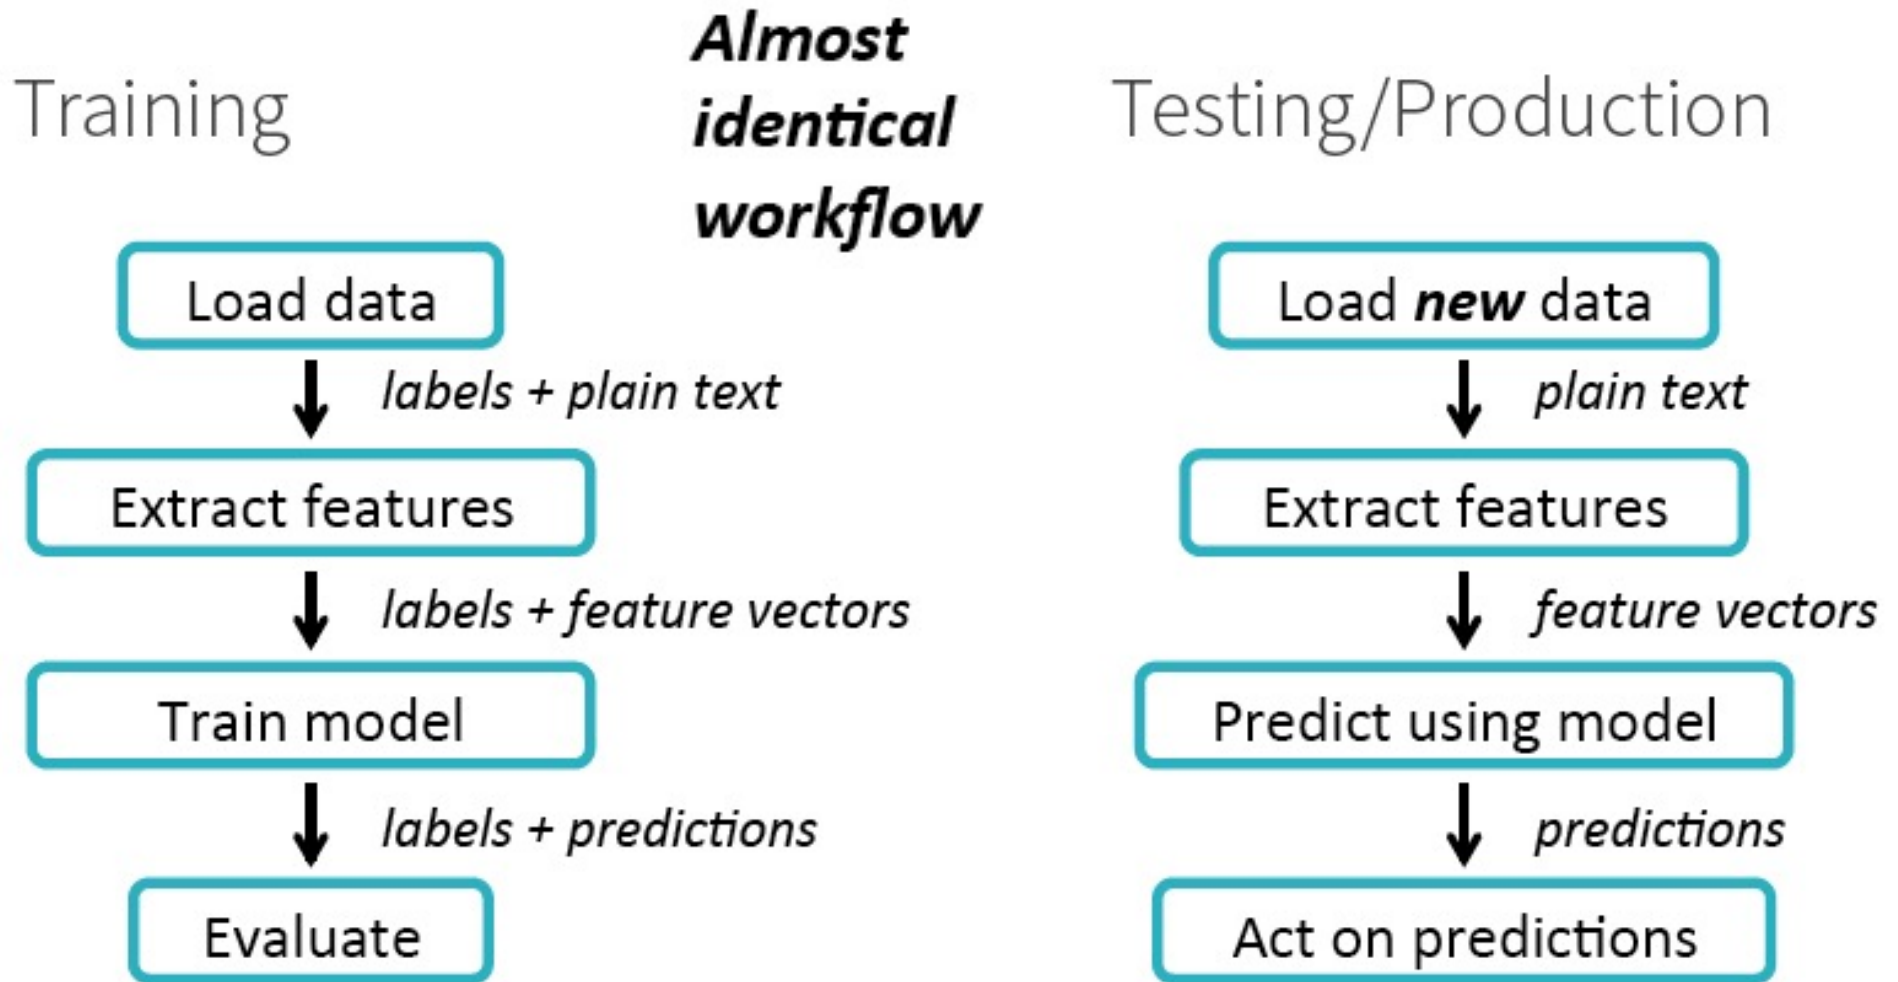 Training
Almost
identical
workflow
Testing/Production
Load data
labels + plain text
Extract features
labels + feature vectors
Train model
labels + predictions
Evaluate
Load new data
plain text
Extract features
feature vectors
Predict using model
predictions
Act on predictions